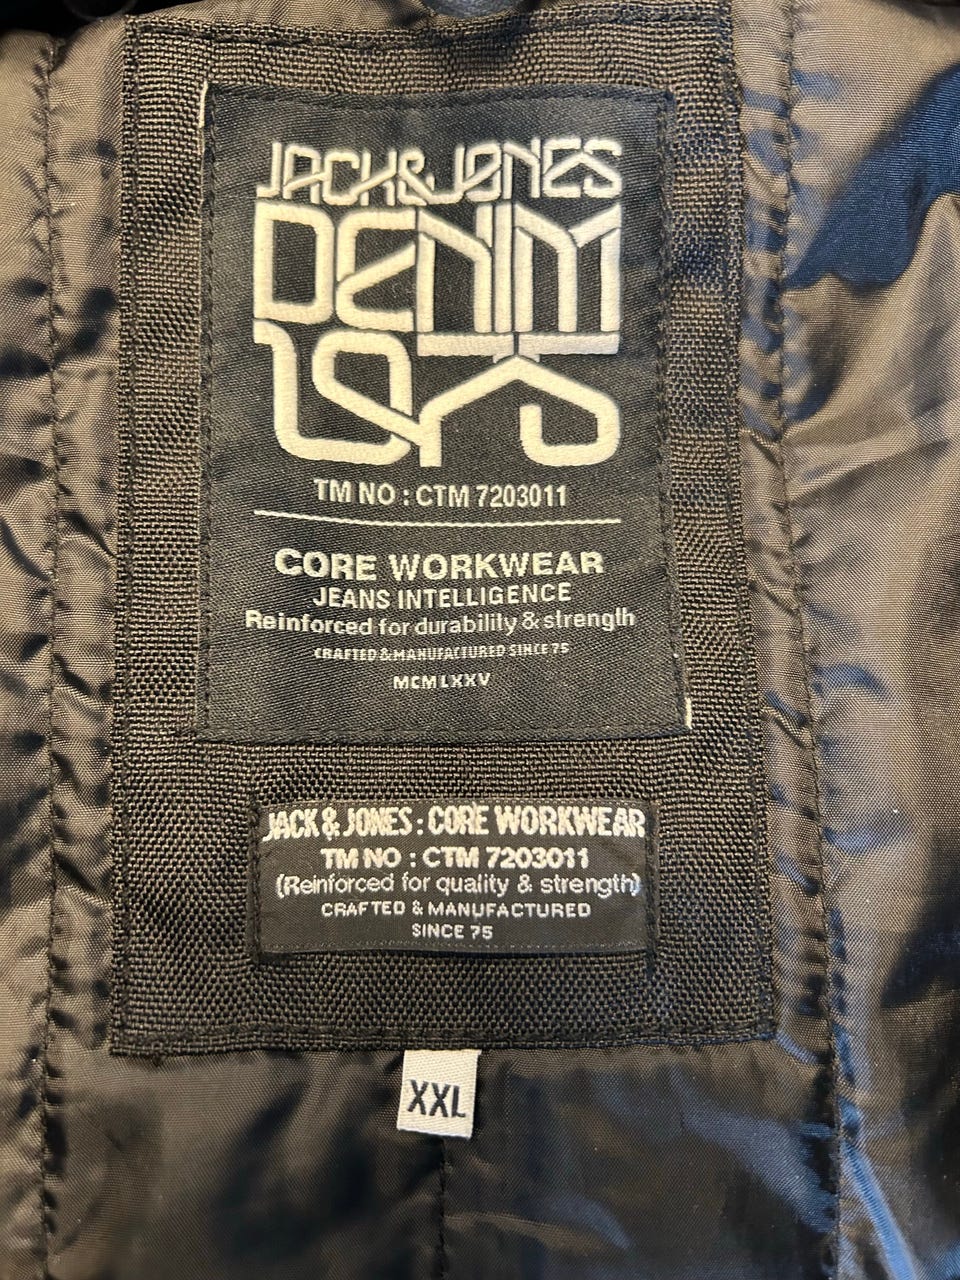 JACK&JONES
DENIM
TM NO : CTM 7203011
CORE WORKWEAR
JEANS INTELLIGENCE
Reinforced for durability & strength
CRAFTED & MANUFACTURED SINCE 75
MCMLXXV
JACK & JONES : CORE WORKWEAR
TM NO : CTM 7203011
(Reinforced for quality & strength)
CRAFTED & MANUFACTURED
SINCE 75
XXL